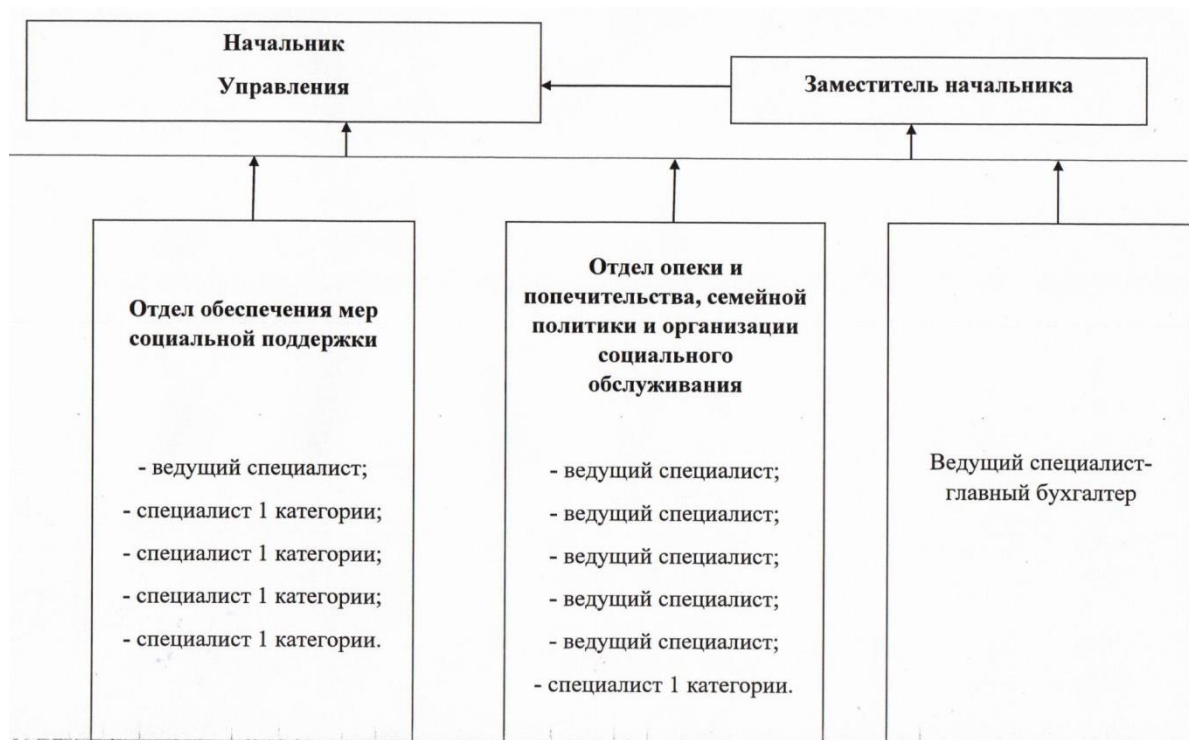 Начальник
Управления
Заместитель начальника
Отдел обеспечения мер
социальной поддержки
- ведущий специалист;
- специалист 1 категории;
- специалист 1 категории;
- специалист 1 категории;
- специалист 1 категории.
Отдел опеки и
попечительства, семейной
политики и организации
социального
обслуживания
- ведущий специалист;
- ведущий специалист;
- ведущий специалист;
- ведущий специалист;
- ведущий специалист;
- специалист 1 категории.
Ведущий специалист-
главный бухгалтер